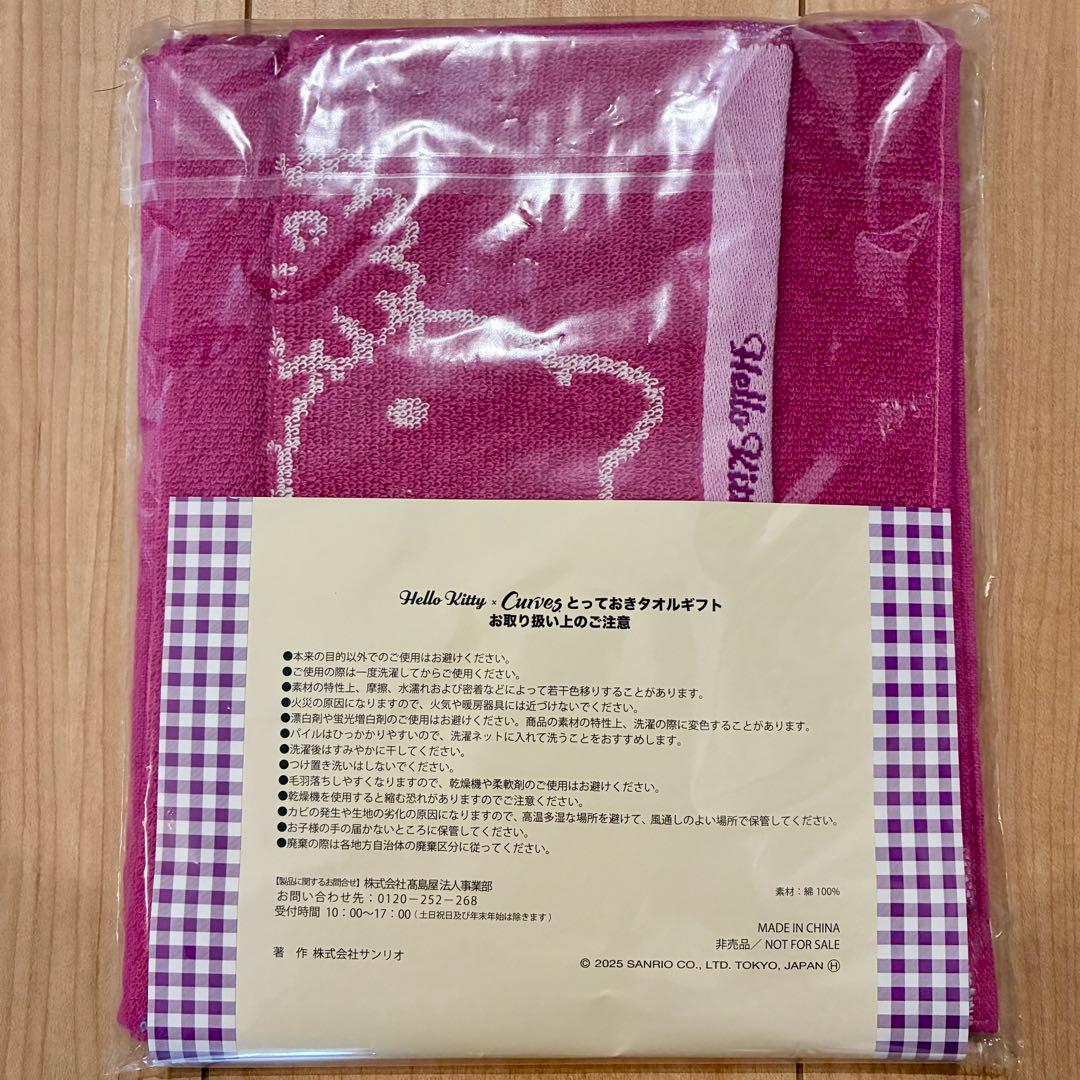 Hello Kitty × Curves とっておきタオルギフト
お取り扱い上のご注意
●本来の目的以外でのご使用はお避けください。
●ご使用の際は一度洗濯してからご使用ください。
●素材の特性上、摩擦、水濡れおよび密着などによって若干色移りすることがあります。
●火災の原因になりますので、火気や暖房器具には近づけないでください。
●漂白剤や蛍光増白剤のご使用はお避けください。商品の素材の特性上、洗濯の際に変色することがあります。
●パイルはひっかかりやすいので、洗濯ネットに入れて洗うことをおすすめします。
●洗濯後はすみやかに干してください。
●つけ置き洗いはしないでください。
●毛羽落ちしやすくなりますので、乾燥機や柔軟剤のご使用はお避けください。
●乾燥機を使用すると縮む恐れがありますのでご注意ください。
●カビの発生や生地の劣化の原因になりますので、高温多湿な場所を避けて、風通しのよい場所で保管してください。
●お子様の手の届かないところに保管してください。
●廃棄の際は各地方自治体の廃棄区分に従ってください。
【製品に関するお問合せ】株式会社髙島屋 法人事業部
お問い合わせ先：0120−252−268
受付時間 10：00〜17：00（土日祝日及び年末年始は除きます）
著 作 株式会社サンリオ
素材：綿 100%
MADE IN CHINA
非売品／NOT FOR SALE
© 2025 SANRIO CO., LTD. TOKYO, JAPAN Ⓗ
Hello Kitt